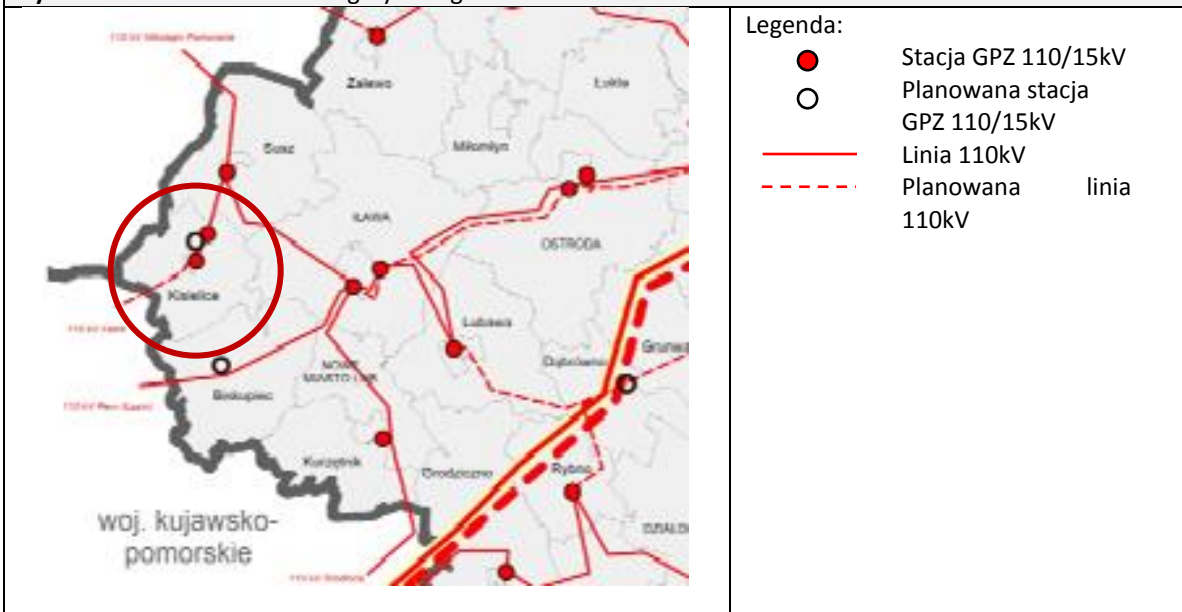 Legenda:
Stacja GPZ 110/15kV
Planowana stacja
GPZ 110/15kV
Linia 110kV
Planowana linia
110kV
Zalewo
Łukta
Susz
Miłomłyn
IŁAWA
OSTRÓDA
Kisielice
Lubawa
Dąbrówno
NOWE
MIASTO LUB.
Biskupiec
Kurzętnik
Grodziczno
Rybno
woj. kujawsko-
pomorskie